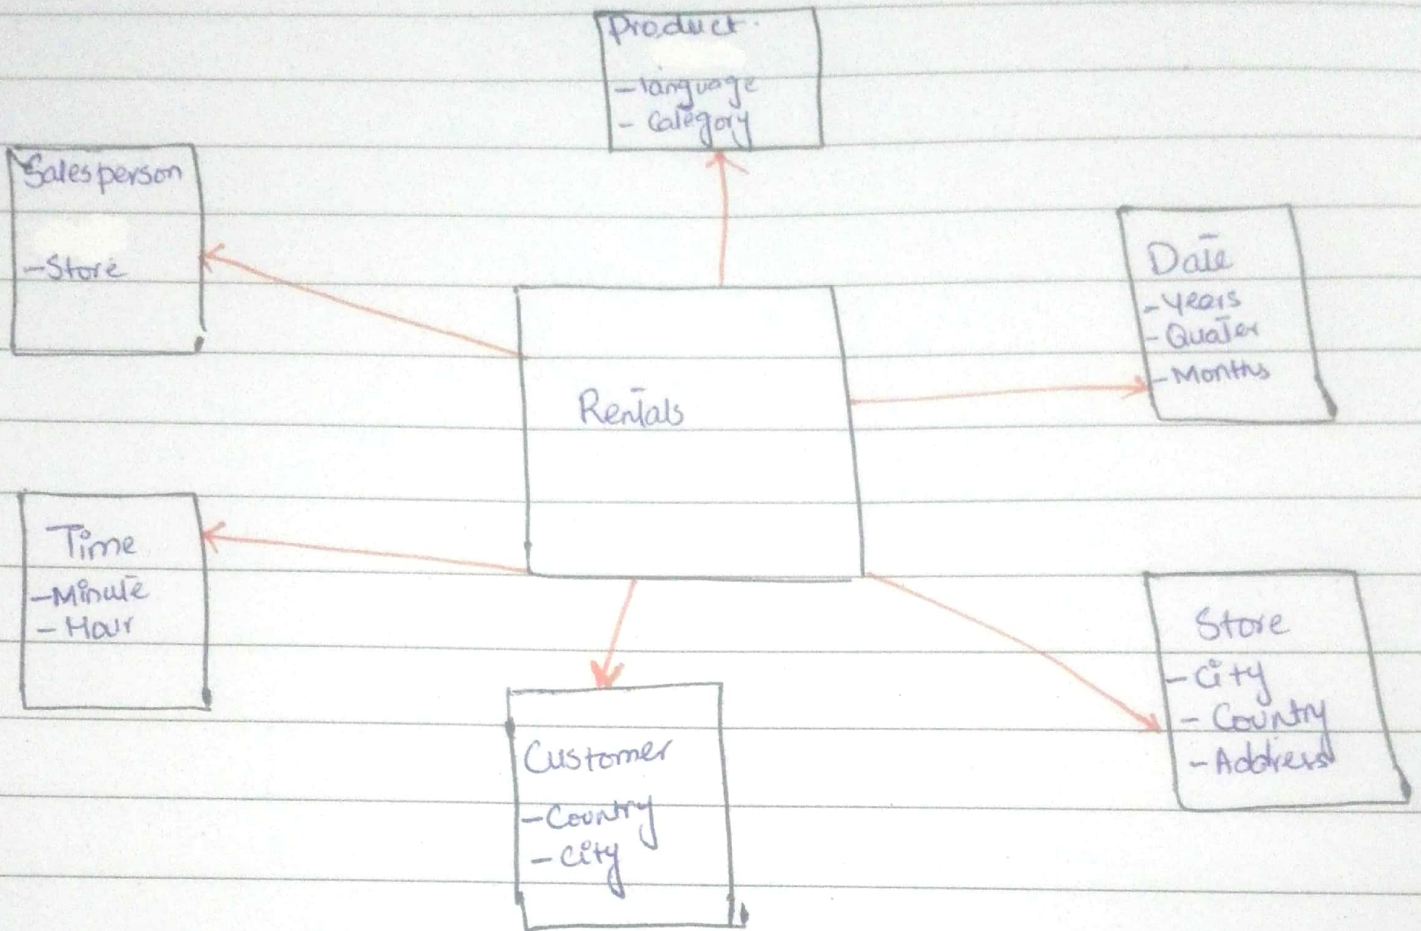 Product.
- language
- Category
Salesperson
- Store
Date
- Years
- Quater
- Months
Rentals
Time
- Minute
- Hour
Store
- City
- Country
- Address
Customer
- Country
- City